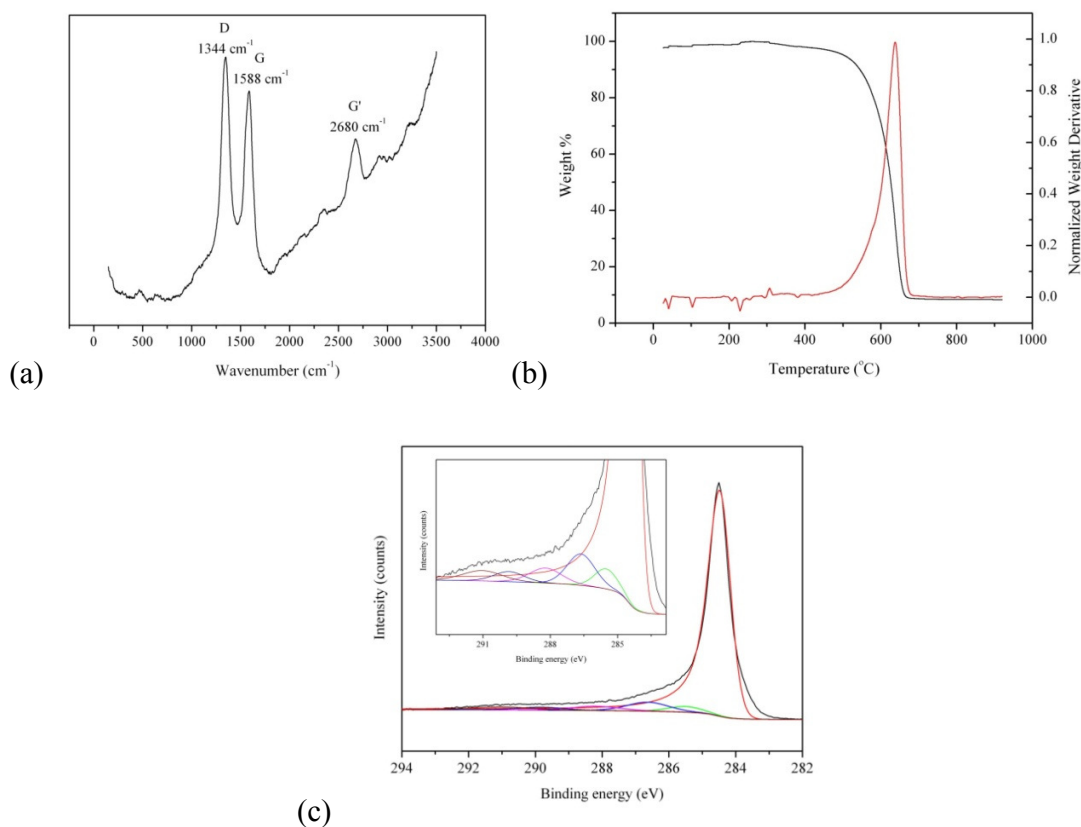 D
1344 cm⁻¹
G
1588 cm⁻¹
G'
2680 cm⁻¹
0 500 1000 1500 2000 2500 3000 3500 4000
Wavenumber (cm⁻¹)
(a)
100
80
60
40
20
0
Weight %
1.0
0.8
0.6
0.4
0.2
0.0
Normalized Weight Derivative
0 200 400 600 800 1000
Temperature (°C)
(b)
Intensity (counts)
291 288 285
Binding energy (eV)
Intensity (counts)
294 292 290 288 286 284 282
Binding energy (eV)
(c)